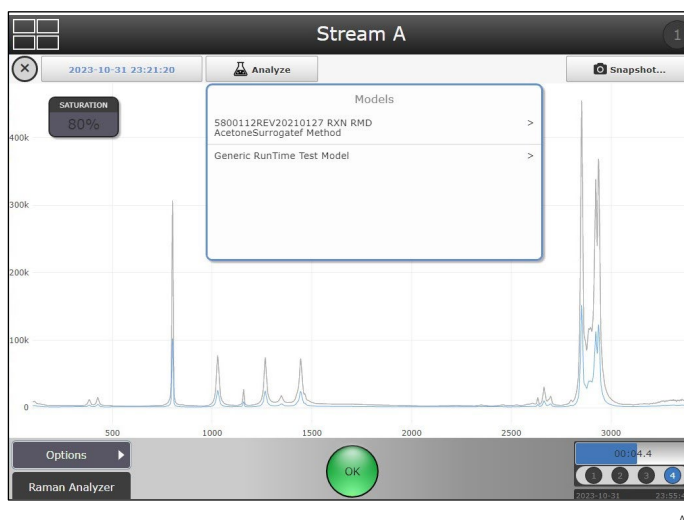 Stream A
1
2023-10-31 23:21:20
Analyze
Snapshot...
SATURATION
80%
Models
5800112REV20210127 RXN RMD
AcetoneSurrogatef Method
>
Generic RunTime Test Model
>
400k
300k
200k
100k
0
500
1000
1500
2000
2500
3000
Options
OK
00:04.4
1 2 3 4
Raman Analyzer
2023-10-31